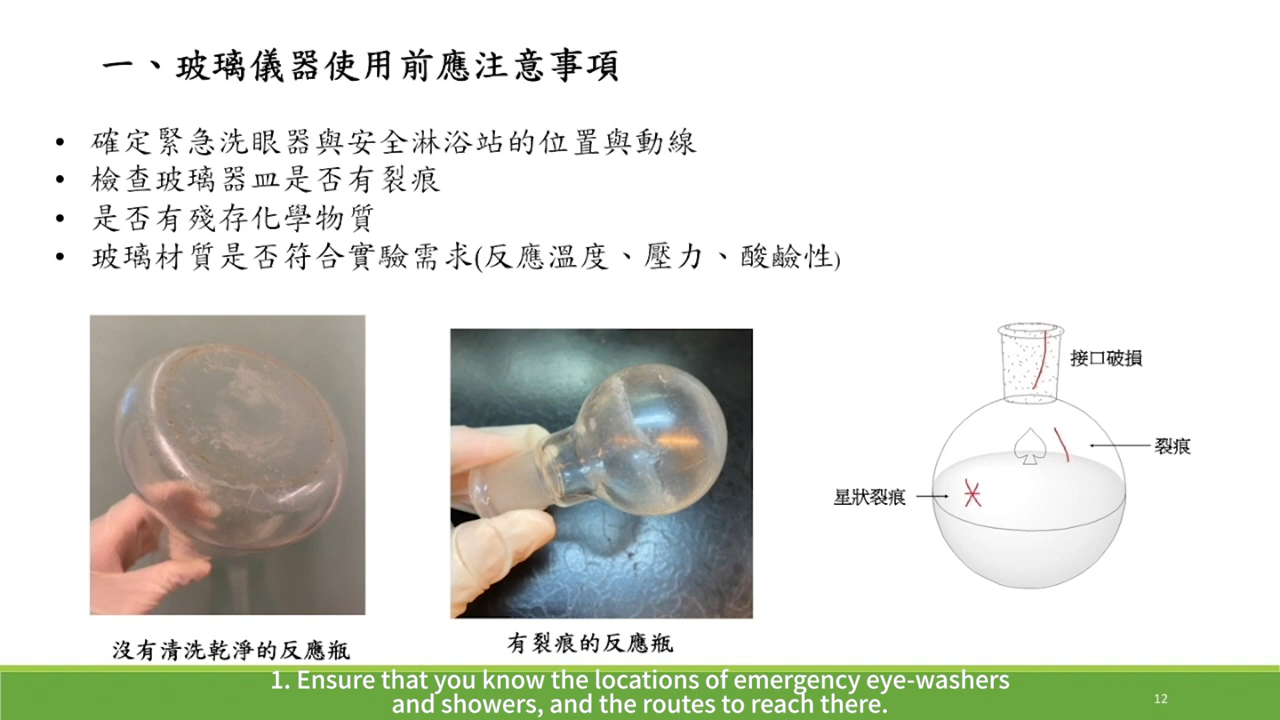 一、玻璃儀器使用前應注意事項
• 確定緊急洗眼器與安全淋浴站的位置與動線
• 檢查玻璃器皿是否有裂痕
• 是否有殘存化學物質
• 玻璃材質是否符合實驗需求(反應溫度、壓力、酸鹼性)
接口破損
裂痕
星狀裂痕
沒有清洗乾淨的反應瓶
有裂痕的反應瓶
1. Ensure that you know the locations of emergency eye-washers
and showers, and the routes to reach there.
12